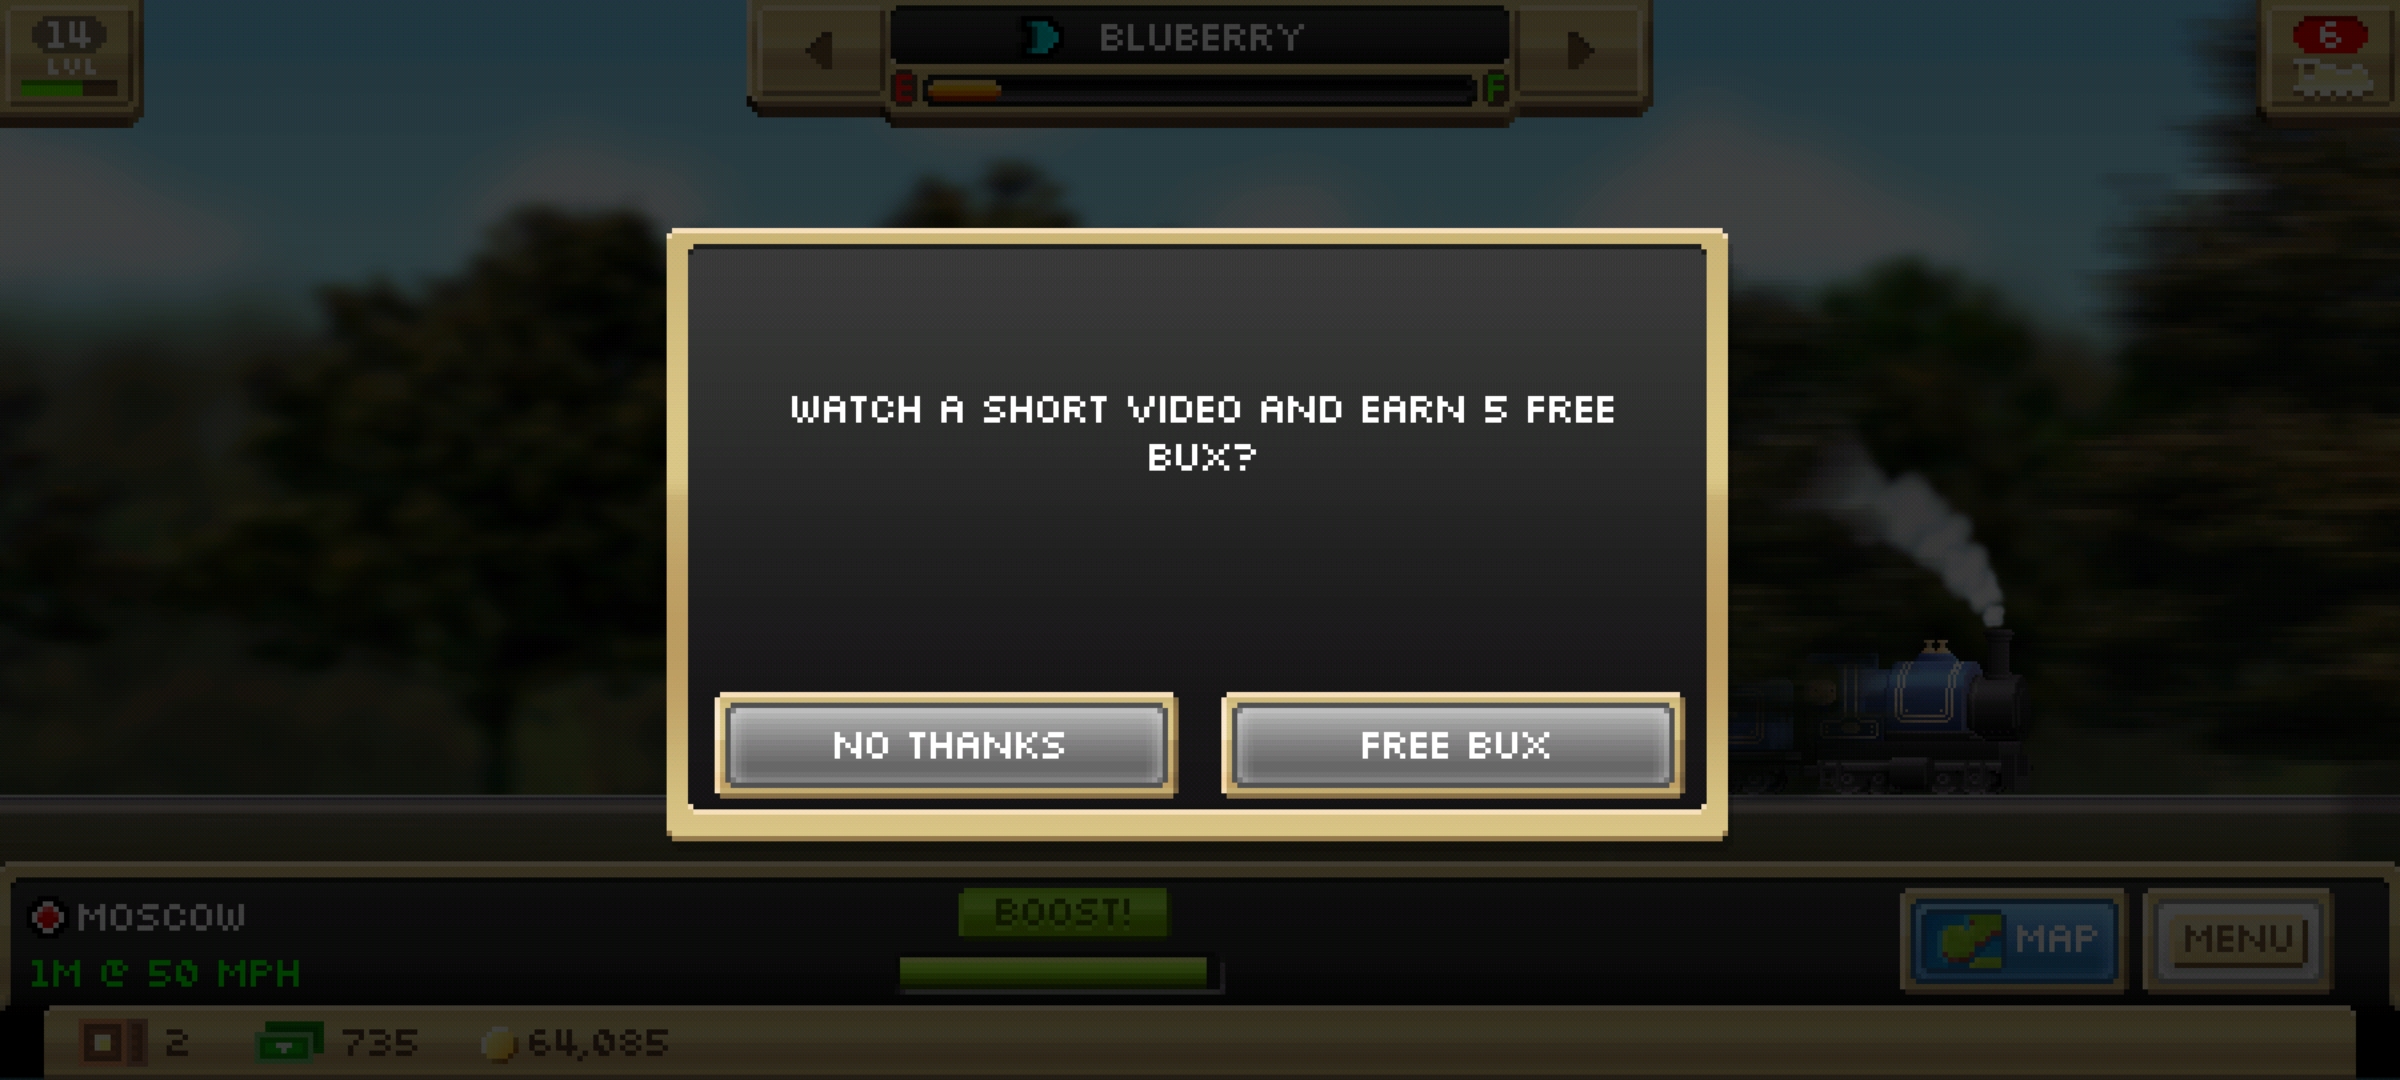 14
LVL
BLUBERRY
E F
6
WATCH A SHORT VIDEO AND EARN 5 FREE
BUX?
NO THANKS
FREE BUX
MOSCOW
1M @ 50 MPH
BOOST!
MAP
MENU
2 735 64,085